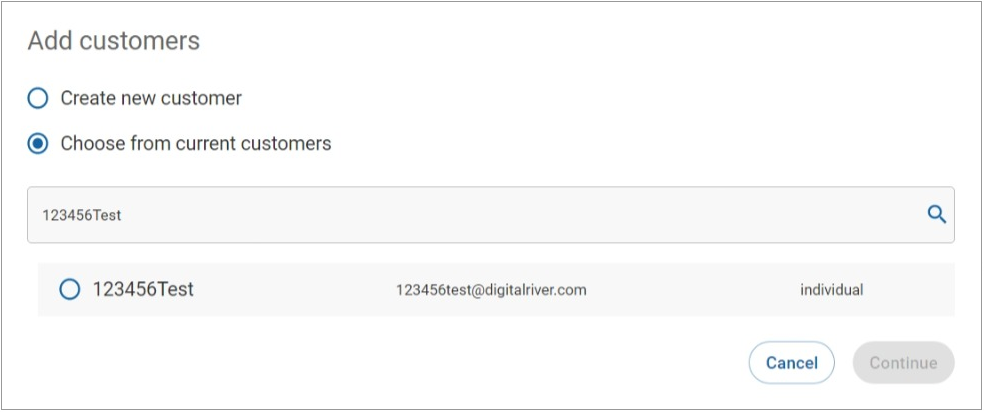 Add customers
Create new customer
Choose from current customers
123456Test
123456Test 123456test@digitalriver.com individual
Cancel Continue